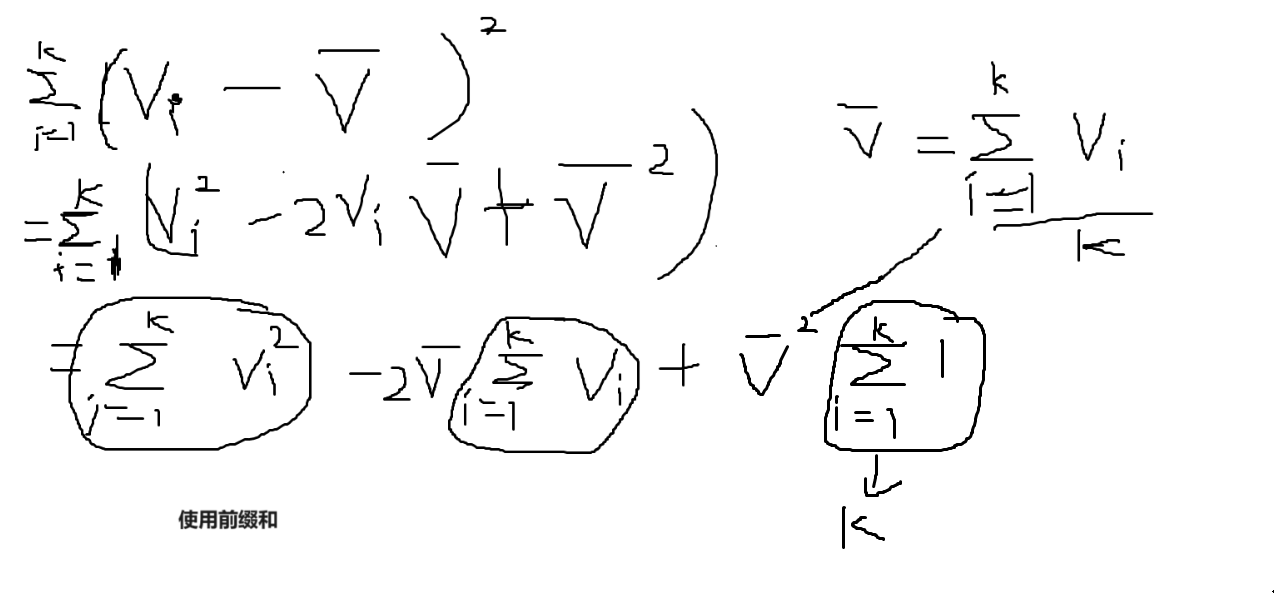 \sum_{i=1}^{k} (V_i - \overline{V})^2
\overline{V} = \frac{\sum_{i=1}^{k} V_i}{k}
= \sum_{i=1}^{k} (V_i^2 - 2V_i \overline{V} + \overline{V}^2)
= \sum_{i=1}^{k} V_i^2 - 2\overline{V} \sum_{i=1}^{k} V_i + \overline{V}^2 \sum_{i=1}^{k} 1
k
使用前缀和